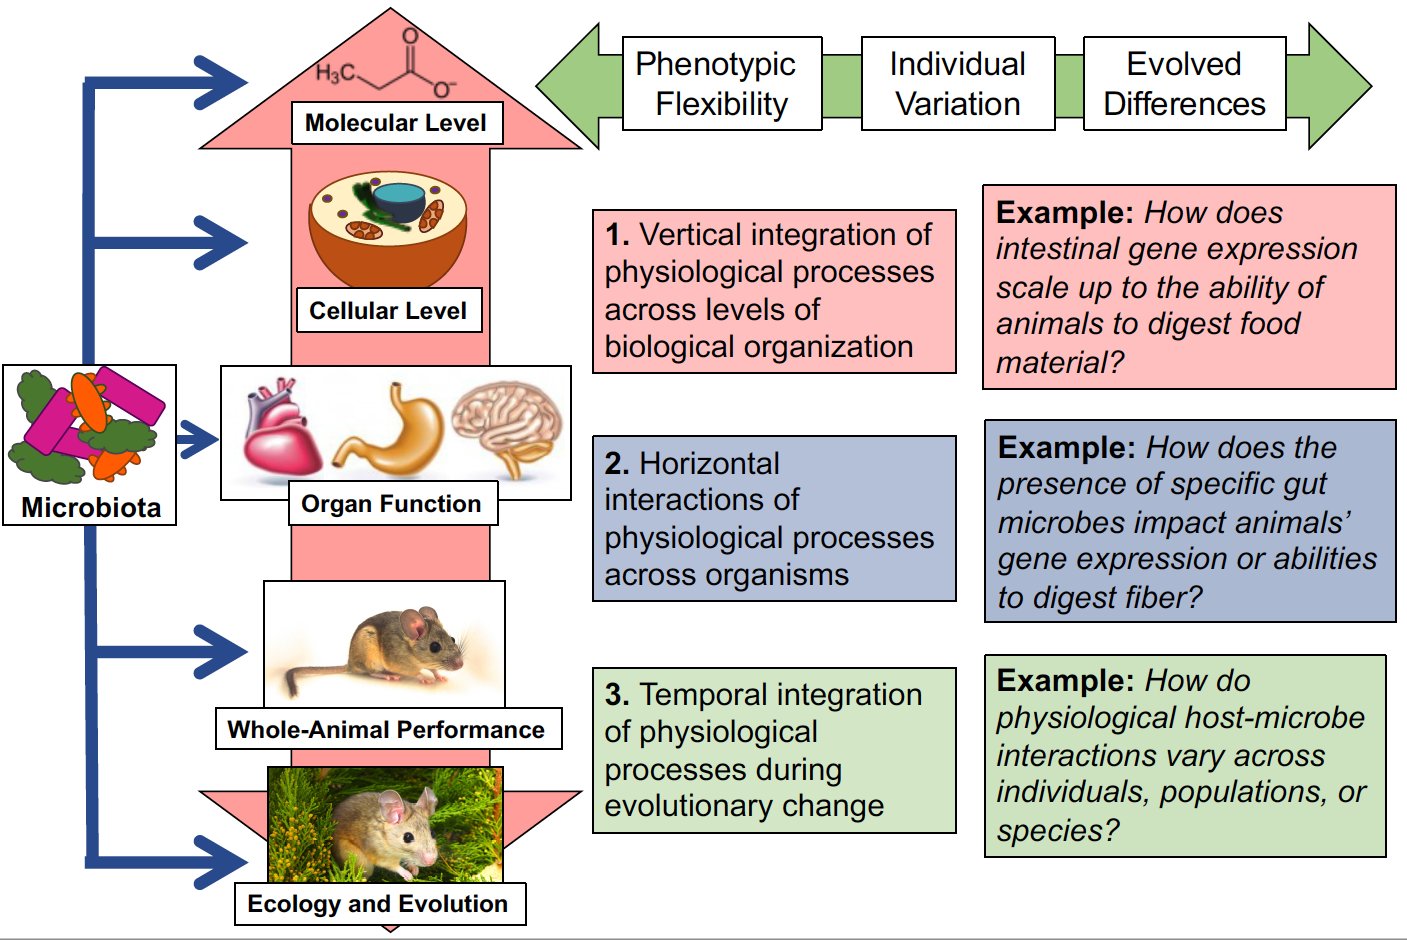 O
H₃C
O⁻
Molecular Level
Cellular Level
Microbiota
Organ Function
Whole-Animal Performance
Ecology and Evolution
Phenotypic
Flexibility
Individual
Variation
Evolved
Differences
1. Vertical integration of
physiological processes
across levels of
biological organization
Example: How does
intestinal gene expression
scale up to the ability of
animals to digest food
material?
2. Horizontal
interactions of
physiological processes
across organisms
Example: How does the
presence of specific gut
microbes impact animals’
gene expression or abilities
to digest fiber?
3. Temporal integration
of physiological
processes during
evolutionary change
Example: How do
physiological host-microbe
interactions vary across
individuals, populations, or
species?